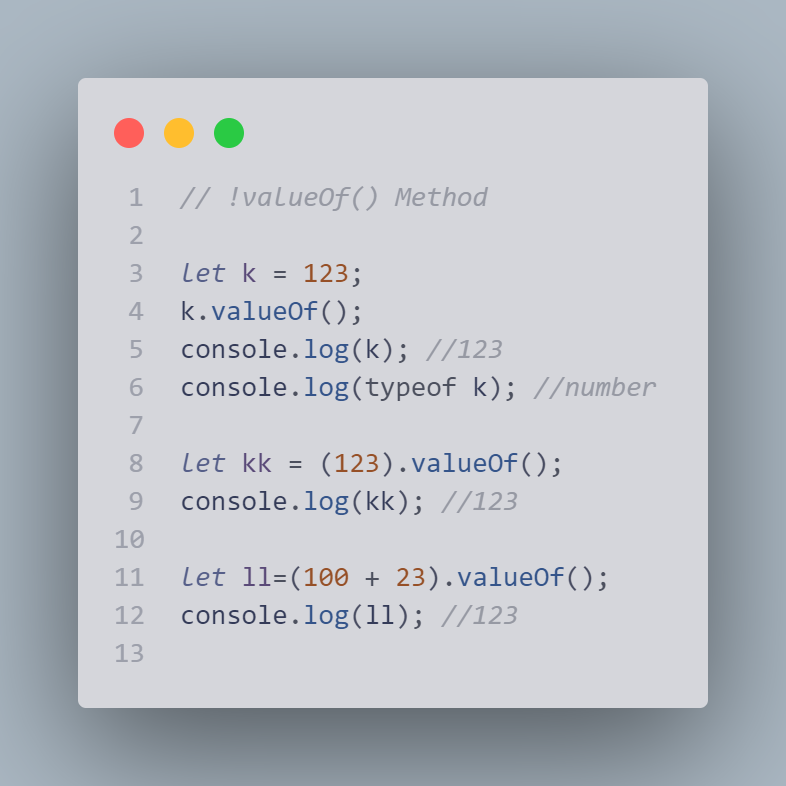 1 // !valueOf() Method
2
3 let k = 123;
4 k.valueOf();
5 console.log(k); //123
6 console.log(typeof k); //number
7
8 let kk = (123).valueOf();
9 console.log(kk); //123
10
11 let ll=(100 + 23).valueOf();
12 console.log(ll); //123
13